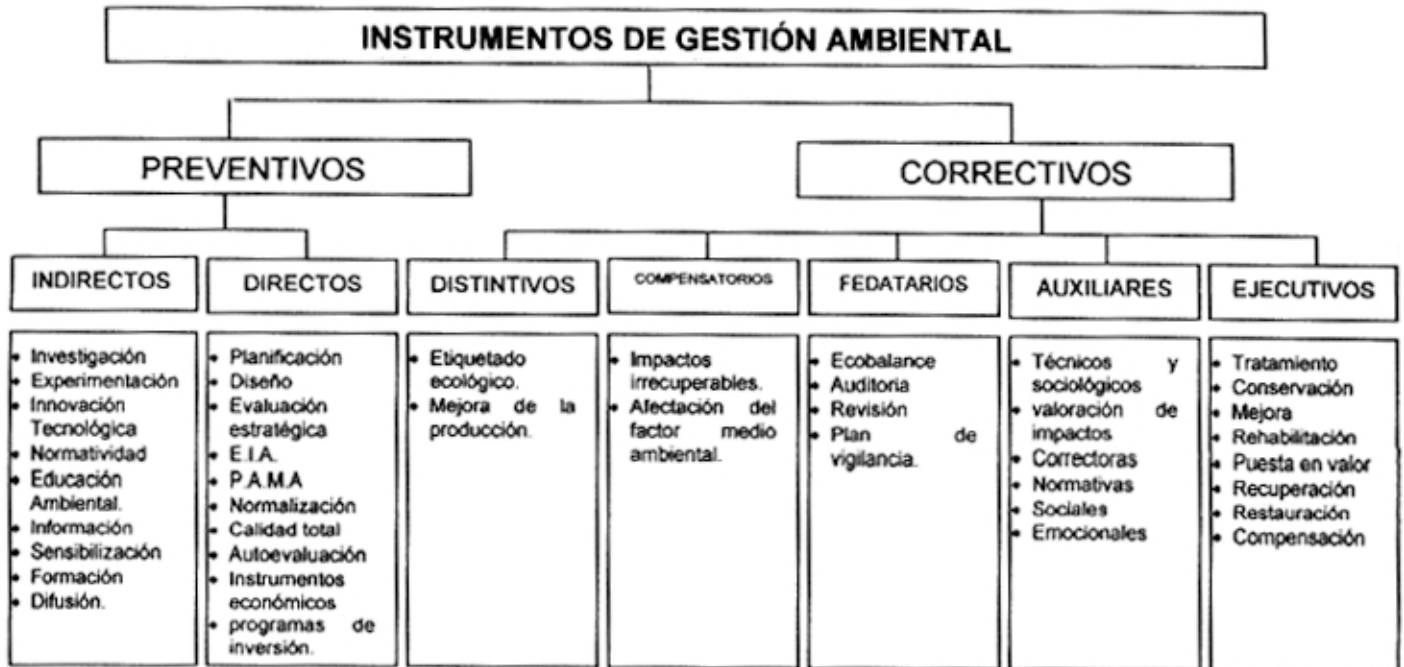 INSTRUMENTOS DE GESTIÓN AMBIENTAL
PREVENTIVOS
CORRECTIVOS
INDIRECTOS
DIRECTOS
DISTINTIVOS
COMPENSATORIOS
FEDATARIOS
AUXILIARES
EJECUTIVOS
• Investigación
• Experimentación
• Innovación
Tecnológica
• Normatividad
• Educación
Ambiental.
• Información
• Sensibilización
• Formación
• Difusión.
• Planificación
• Diseño
• Evaluación
estratégica
• E.I.A.
• P.A.M.A
• Normalización
• Calidad total
• Autoevaluación
• Instrumentos
económicos
• programas de
inversión.
• Etiquetado
ecológico.
• Mejora de la
producción.
• Impactos
irrecuperables.
• Afectación del
factor medio
ambiental.
• Ecobalance
• Auditoria
• Revisión
• Plan de
vigilancia.
• Técnicos y
sociológicos
• valoración de
impactos
• Correctoras
• Normativas
• Sociales
• Emocionales
• Tratamiento
• Conservación
• Mejora
• Rehabilitación
• Puesta en valor
• Recuperación
• Restauración
• Compensación